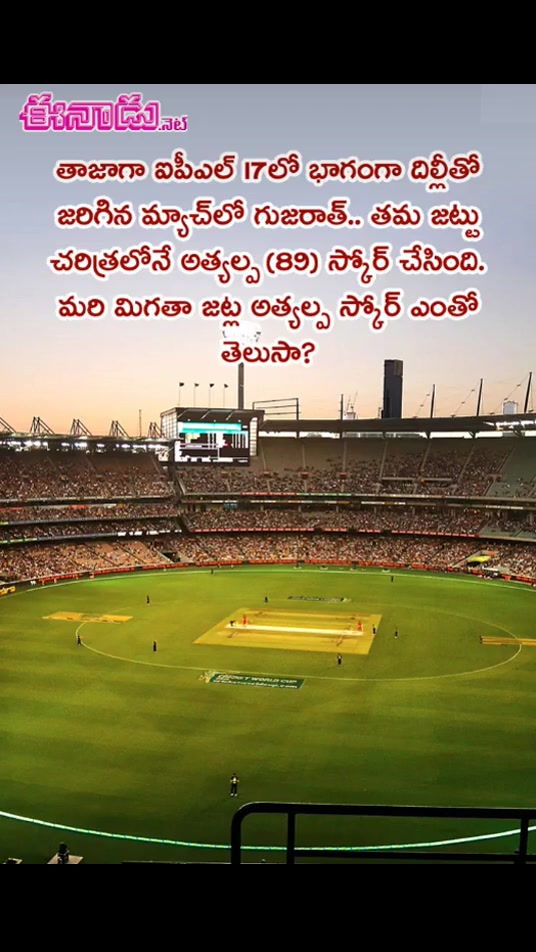 ఈనాడు.నెట్
తాజాగా ఐపీఎల్ 17లో భాగంగా దిల్లీతో
జరిగిన మ్యాచ్‌లో గుజరాత్.. తమ జట్టు
చరిత్రలోనే అత్యల్ప (89) స్కోర్ చేసింది.
మరి మిగతా జట్ల అత్యల్ప స్కోర్ ఎంతో
తెలుసా?